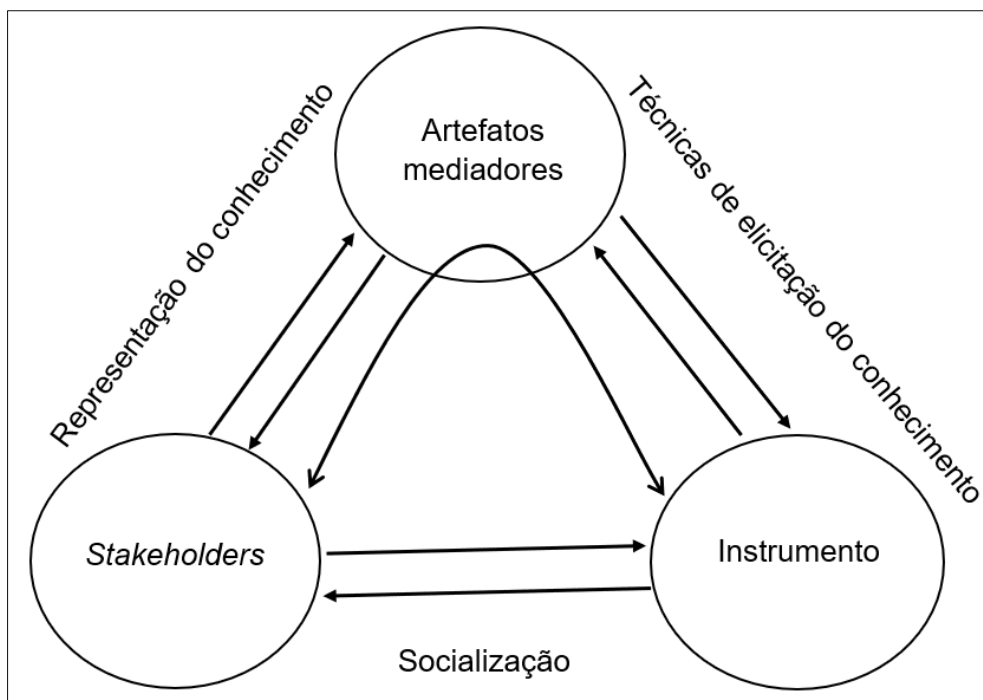 Artefatos
mediadores
Representação do conhecimento
Técnicas de elicitação do conhecimento
Stakeholders
Instrumento
Socialização